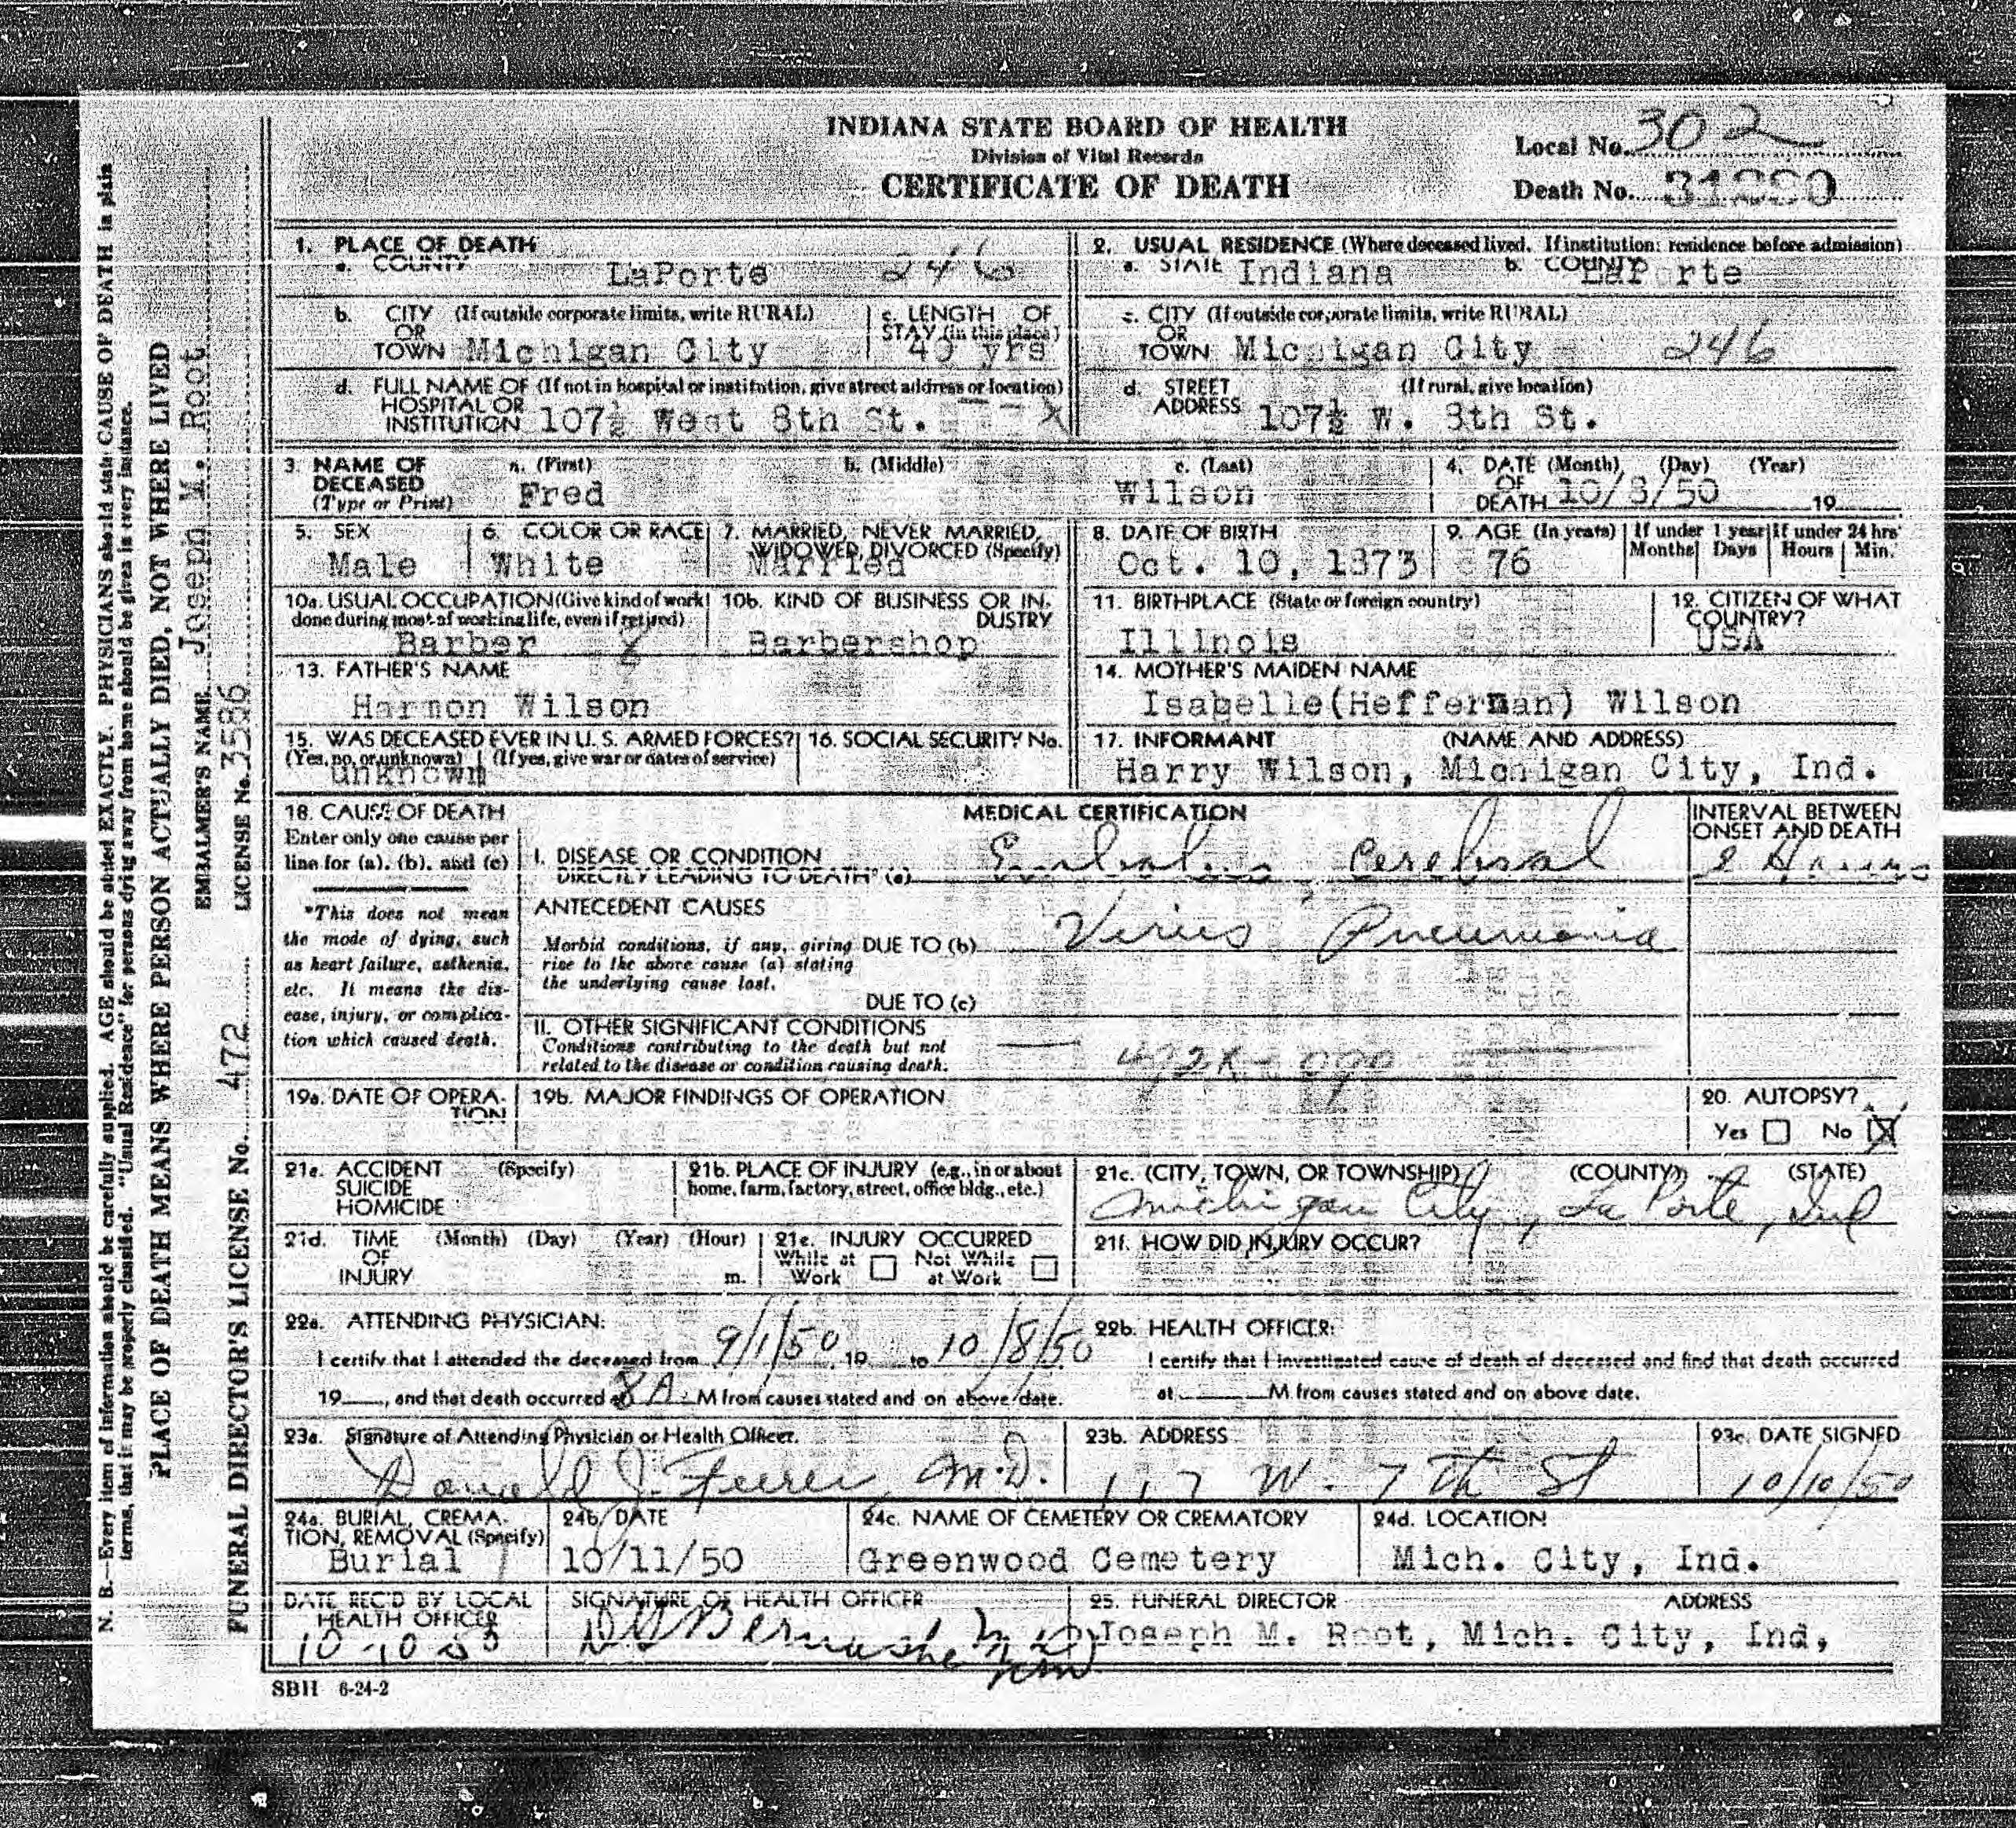 INDIANA STATE BOARD OF HEALTH
Division of Vital Records
CERTIFICATE OF DEATH
Local No. 302
Death No.
1. PLACE OF DEATH
a. COUNTY LaPorte 246
2. USUAL RESIDENCE (Where deceased lived. If institution: residence before admission)
a. STATE Indiana b. COUNTY LaPorte
b. CITY (If outside corporate limits, write RURAL)
OR
TOWN Michigan City
c. LENGTH OF
STAY (in this place)
yrs
c. CITY (If outside corporate limits, write RURAL)
OR
TOWN Michigan City 246
d. FULL NAME OF (If not in hospital or institution, give street address or location)
HOSPITAL OR
INSTITUTION 107½ West 8th St. - - X
d. STREET (If rural, give location)
ADDRESS 107½ W. 8th St.
3. NAME OF DECEASED
(Type or Print)
a. (First) Fred
b. (Middle)
c. (Last) Wilson
4. DATE (Month) (Day) (Year)
OF
DEATH 10/8/50 19
5. SEX
Male
6. COLOR OR RACE
White
7. MARRIED, NEVER MARRIED,
WIDOWER, DIVORCED (Specify)
Married
8. DATE OF BIRTH
Oct. 10, 1873
9. AGE (In years)
76
If under 1 year
Months Days
If under 24 hrs
Hours Min.
10a. USUAL OCCUPATION (Give kind of work
done during most of working life, even if retired)
Barber
10b. KIND OF BUSINESS OR IN-
DUSTRY
Barbershop
11. BIRTHPLACE (State or foreign country)
Illinois
12. CITIZEN OF WHAT
COUNTRY?
USA
13. FATHER'S NAME
Harmon Wilson
14. MOTHER'S MAIDEN NAME
Isabelle(Heffernan) Wilson
15. WAS DECEASED EVER IN U. S. ARMED FORCES?
(Yes, no, or unknown) (If yes, give war or dates of service)
unknown
16. SOCIAL SECURITY No.
17. INFORMANT (NAME AND ADDRESS)
Harry Wilson, Michigan City, Ind.
18. CAUSE OF DEATH
Enter only one cause per
line for (a), (b), and (c)
*This does not mean
the mode of dying, such
as heart failure, asthenia,
etc. It means the dis-
ease, injury, or complica-
tion which caused death.
MEDICAL CERTIFICATION
INTERVAL BETWEEN
ONSET AND DEATH
I. DISEASE OR CONDITION
DIRECTLY LEADING TO DEATH* (a) Embolus, Cerebral Hours
ANTECEDENT CAUSES
Morbid conditions, if any, giving
rise to the above cause (a) stating
the underlying cause last.
DUE TO (b) Virus Pneumonia
DUE TO (c)
II. OTHER SIGNIFICANT CONDITIONS
Conditions contributing to the death but not
related to the disease or condition causing death.
19a. DATE OF OPERA-
TION
19b. MAJOR FINDINGS OF OPERATION
20. AUTOPSY?
Yes ☐ No ☒
21a. ACCIDENT (Specify)
SUICIDE
HOMICIDE
21b. PLACE OF INJURY (e.g., in or about
home, farm, factory, street, office bldg., etc.)
21c. (CITY, TOWN, OR TOWNSHIP) (COUNTY) (STATE)
Michigan City, La Porte, Ind
21d. TIME (Month) (Day) (Year) (Hour)
OF
INJURY m.
21e. INJURY OCCURRED
While at Work ☐ Not While at Work ☐
21f. HOW DID INJURY OCCUR?
22a. ATTENDING PHYSICIAN:
I certify that I attended the deceased from 9/1/50, 19 to 10/8/50
19 , and that death occurred at 8 A. M from causes stated and on above date.
22b. HEALTH OFFICER:
I certify that I investigated cause of death of deceased and find that death occurred
at M from causes stated and on above date.
23a. Signature of Attending Physician or Health Officer.
Donald J. M.D.
23b. ADDRESS
117 W. 7th St
23c. DATE SIGNED
10/10/50
24a. BURIAL, CREMA-
TION, REMOVAL (Specify)
Burial
24b. DATE
10/11/50
24c. NAME OF CEMETERY OR CREMATORY
Greenwood Cemetery
24d. LOCATION
Mich. City, Ind.
DATE REC'D BY LOCAL
HEALTH OFFICER
SIGNATURE OF HEALTH OFFICER
25. FUNERAL DIRECTOR ADDRESS
Joseph M. Root, Mich. City, Ind,
SBH 6-24-2
N. B.—Every item of information should be carefully supplied. AGE should be stated EXACTLY. PHYSICIANS should state CAUSE OF DEATH in plain
terms, that it may be properly classified. "Usual Residence" for persons dying away from home should be given in every instance.
PLACE OF DEATH MEANS WHERE PERSON ACTUALLY DIED, NOT WHERE LIVED
EMBALMER'S NAME Joseph M. Root
FUNERAL DIRECTOR'S LICENSE No. 472 LICENSE No. 3586